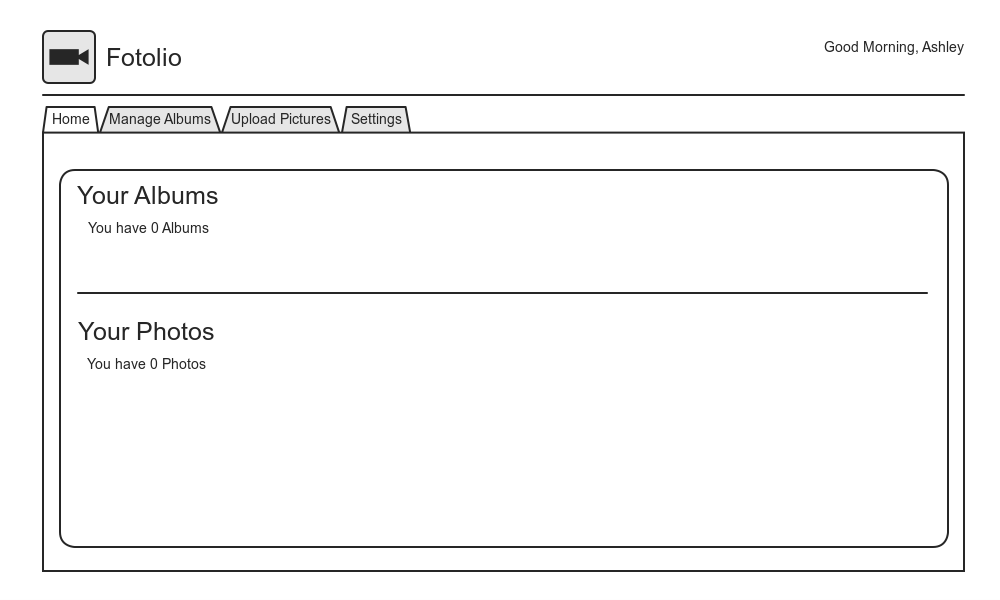 Fotolio
Good Morning, Ashley
Home
Manage Albums
Upload Pictures
Settings
Your Albums
You have 0 Albums
Your Photos
You have 0 Photos